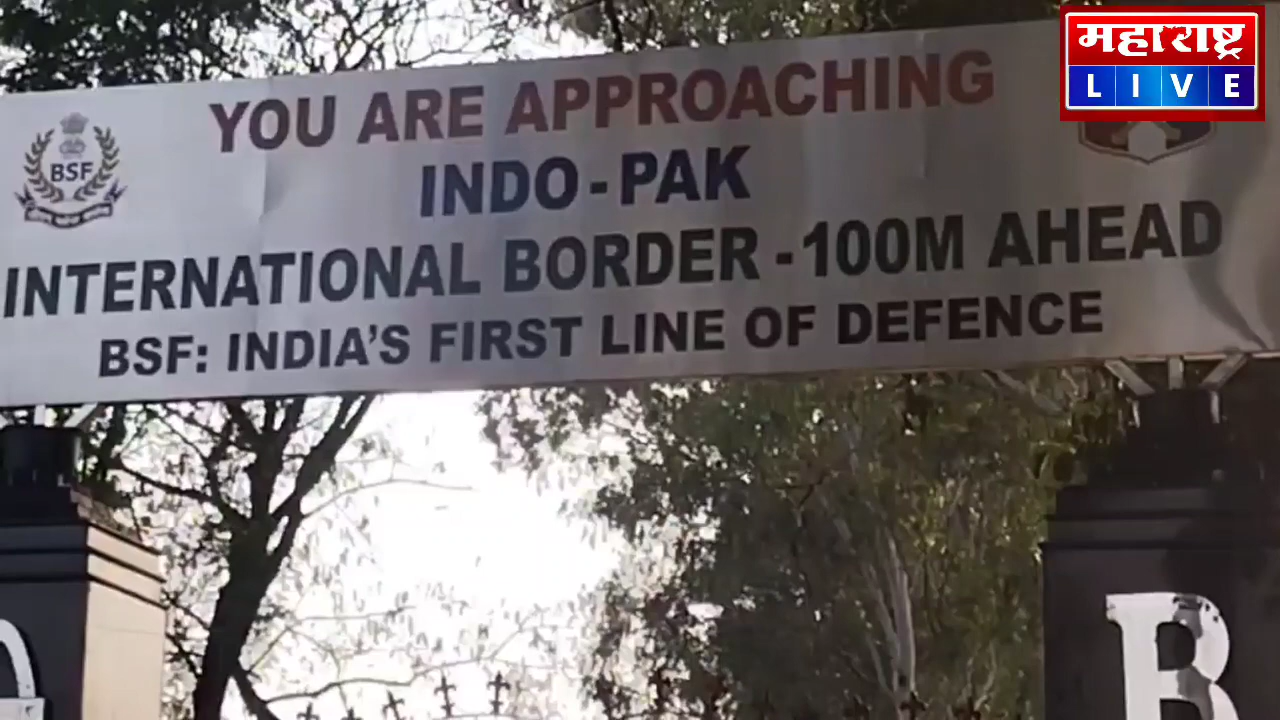 महाराष्ट्र
LIVE
YOU ARE APPROACHING
BSF
INDO-PAK
INTERNATIONAL BORDER - 100M AHEAD
BSF: INDIA'S FIRST LINE OF DEFENCE
B